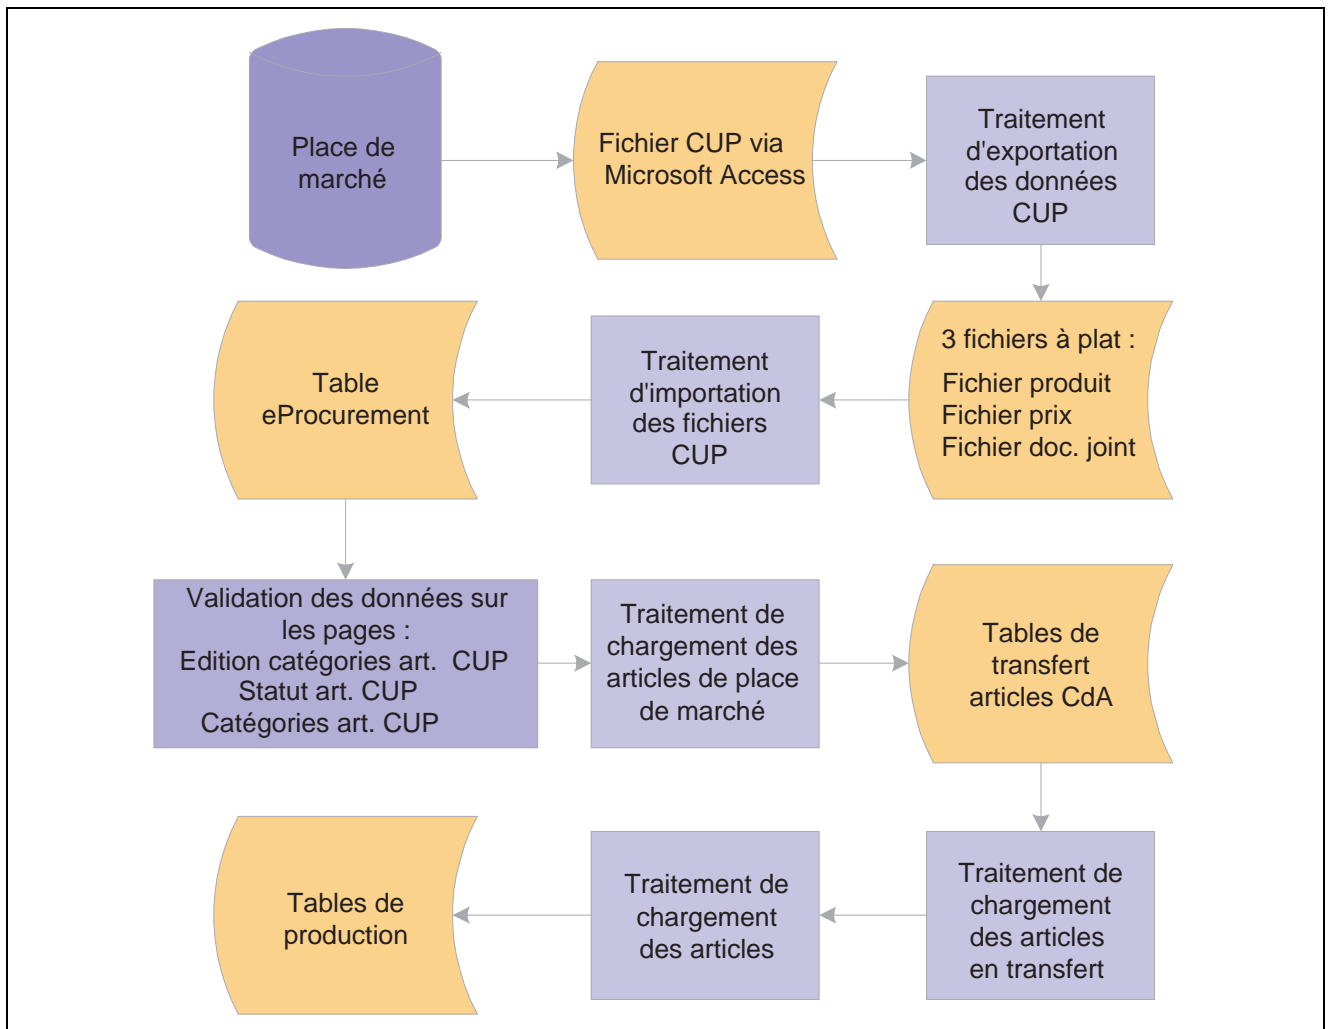 Place de
marché
Fichier CUP via
Microsoft Access
Traitement
d'exportation
des données
CUP
3 fichiers à plat :
Fichier produit
Fichier prix
Fichier doc. joint
Traitement
d'importation
des fichiers
CUP
Table
eProcurement
Validation des données sur
les pages :
Edition catégories art. CUP
Statut art. CUP
Catégories art. CUP
Traitement de
chargement des
articles de place
de marché
Tables de
transfert
articles CdA
Traitement de
chargement
des articles
en transfert
Traitement de
chargement
des articles
Tables de
production